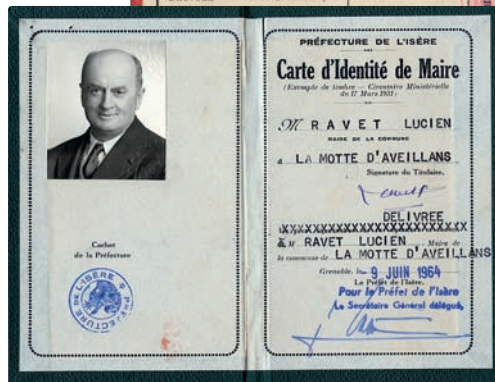 Cachet
de la Préfecture
PRÉFECTURE DE L'ISÈRE
PRÉFECTURE DE L'ISÈRE
Carte d'Identité de Maire
(Exempte de timbre — Circulaire Ministérielle
du 17 Mars 1931)
M RAVET LUCIEN
MAIRE DE LA COMMUNE
d LA MOTTE D'AVEILLANS
Signature du Titulaire,
DELIVREE
XXXXXXXXXXXXXXXXXXXXXXX
à M RAVET LUCIEN Maire de
la commune de LA MOTTE D'AVEILLANS
Grenoble, le 9 JUIN 1964
Le Préfet de l'Isère,
Pour le Préfet de l'Isère
Le Secrétaire Général délégué,